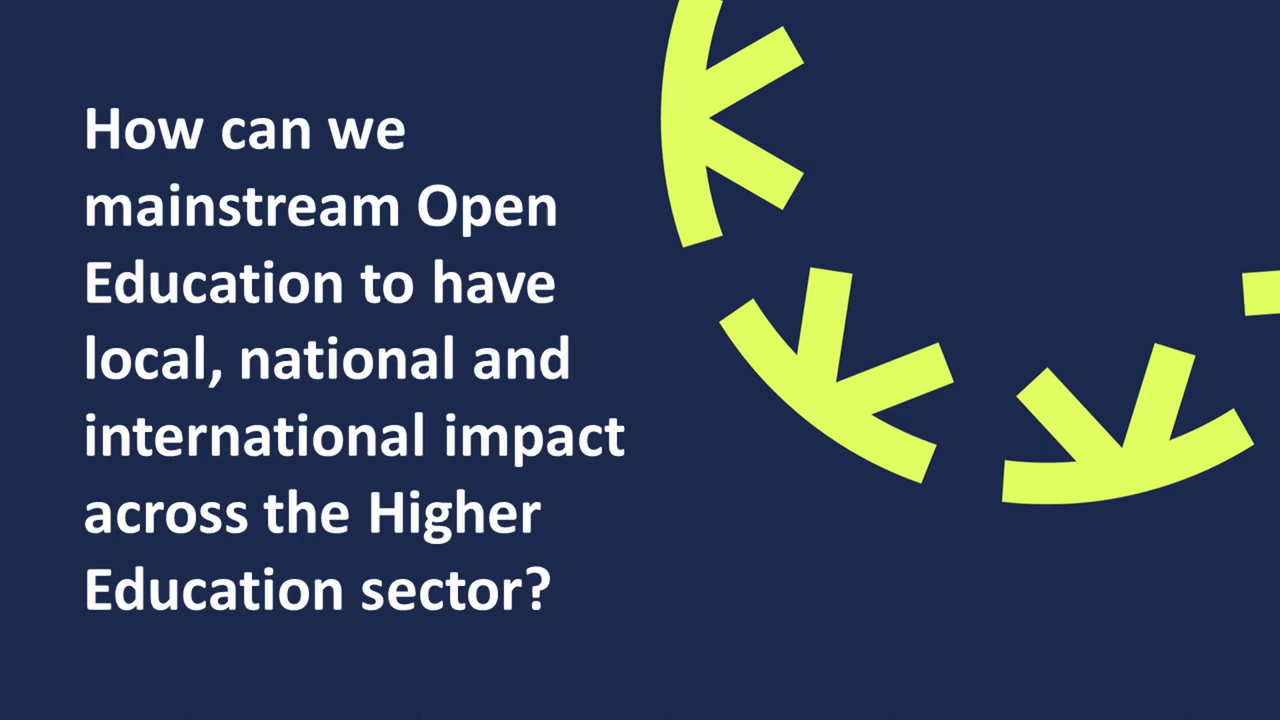 How can we
mainstream Open
Education to have
local, national and
international impact
across the Higher
Education sector?